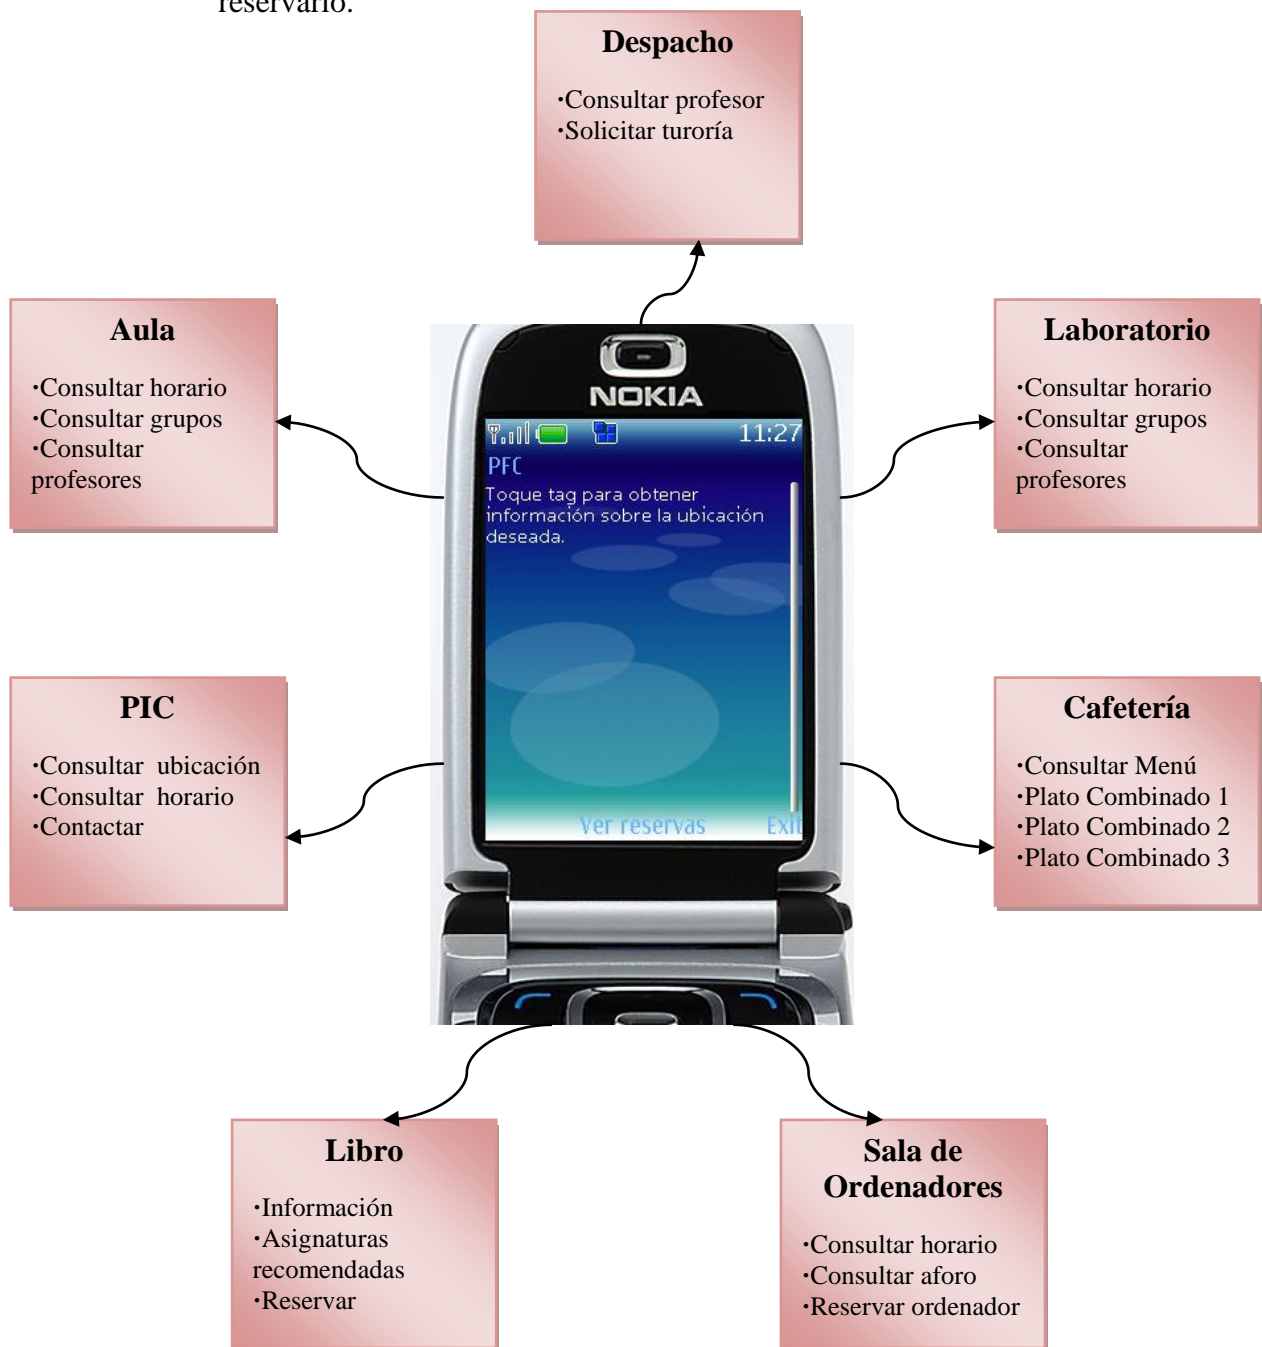 reservarlo.
Despacho
·Consultar profesor
·Solicitar turoría
Aula
·Consultar horario
·Consultar grupos
·Consultar
profesores
Laboratorio
·Consultar horario
·Consultar grupos
·Consultar
profesores
NOKIA
11:27
PFC
Toque tag para obtener
información sobre la ubicación
deseada.
Ver reservas Exit
PIC
·Consultar ubicación
·Consultar horario
·Contactar
Cafetería
·Consultar Menú
·Plato Combinado 1
·Plato Combinado 2
·Plato Combinado 3
Libro
·Información
·Asignaturas
recomendadas
·Reservar
Sala de
Ordenadores
·Consultar horario
·Consultar aforo
·Reservar ordenador